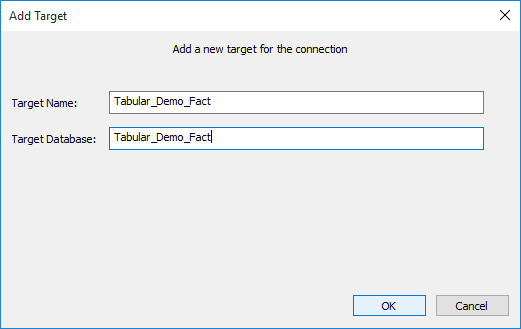 Add Target
Add a new target for the connection
Target Name: Tabular_Demo_Fact
Target Database: Tabular_Demo_Fact
OK Cancel